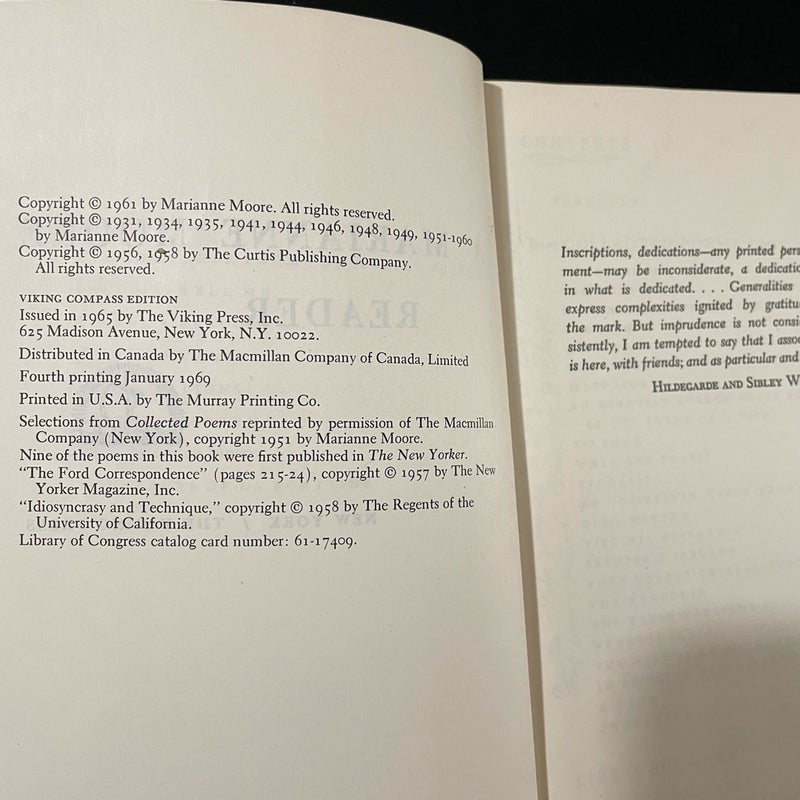 Copyright © 1961 by Marianne Moore. All rights reserved.
Copyright © 1931, 1934, 1935, 1941, 1944, 1946, 1948, 1949, 1951-1960
by Marianne Moore.
Copyright © 1956, 1958 by The Curtis Publishing Company.
All rights reserved.
VIKING COMPASS EDITION
Issued in 1965 by The Viking Press, Inc.
625 Madison Avenue, New York, N.Y. 10022.
Distributed in Canada by The Macmillan Company of Canada, Limited
Fourth printing January 1969
Printed in U.S.A. by The Murray Printing Co.
Selections from Collected Poems reprinted by permission of The Macmillan
Company (New York), copyright 1951 by Marianne Moore.
Nine of the poems in this book were first published in The New Yorker.
"The Ford Correspondence" (pages 215-24), copyright © 1957 by The New
Yorker Magazine, Inc.
"Idiosyncrasy and Technique," copyright © 1958 by The Regents of the
University of California.
Library of Congress catalog card number: 61-17409.
Inscriptions, dedications—any printed pers
ment—may be inconsiderate, a dedicatio
in what is dedicated. . . . Generalities
express complexities ignited by gratitu
the mark. But imprudence is not consi
sistently, I am tempted to say that I asso
is here, with friends; and as particular and
HILDEGARDE AND SIBLEY W
CONTENTS
READER
MARIANNE